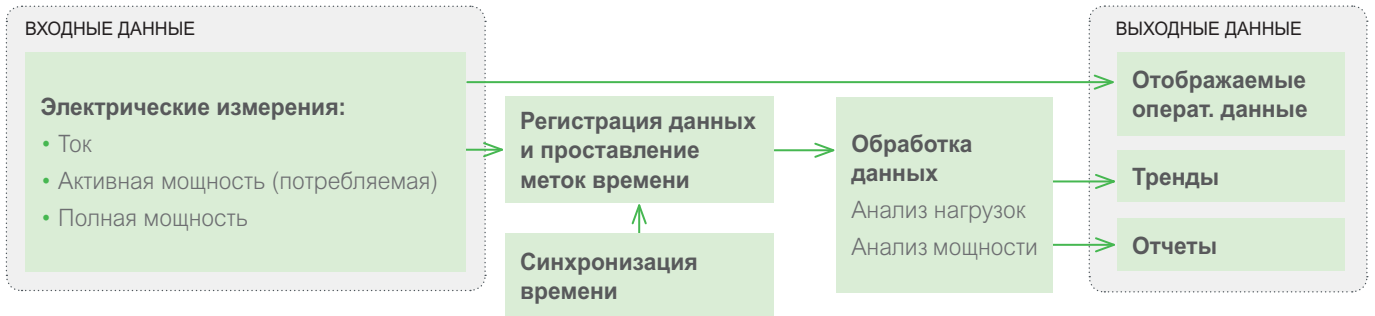 ВХОДНЫЕ ДАННЫЕ
Электрические измерения:
• Ток
• Активная мощность (потребляемая)
• Полная мощность
Регистрация данных
и проставление
меток времени
Синхронизация
времени
Обработка
данных
Анализ нагрузок
Анализ мощности
ВЫХОДНЫЕ ДАННЫЕ
Отображаемые
операт. данные
Тренды
Отчеты